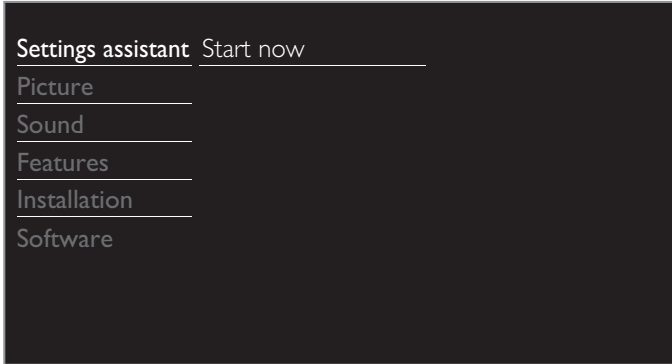 Settings assistant Start now
Picture
Sound
Features
Installation
Software